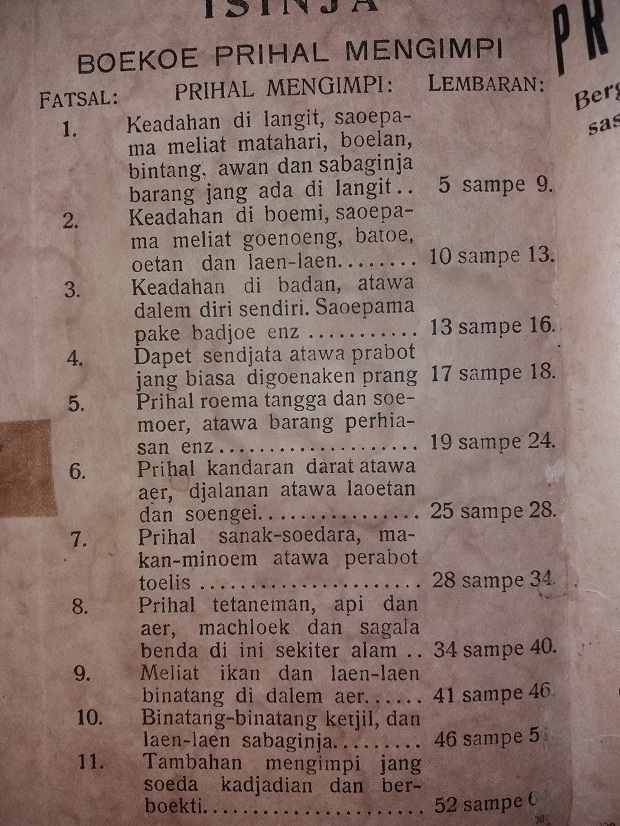 ISINJA
BOEKOE PRIHAL MENGIMPI
FATSAL: PRIHAL MENGIMPI: LEMBARAN:
1. Keadahan di langit, saoepa-
ma meliat matahari, boelan,
bintang, awan dan sabaginja
barang jang ada di langit.. 5 sampe 9.
2. Keadahan di boemi, saoepa-
ma meliat goenoeng, batoe,
oetan dan laen-laen........ 10 sampe 13.
3. Keadahan di badan, atawa
dalem diri sendiri. Saoepama
pake badjoe enz ........... 13 sampe 16.
4. Dapet sendjata atawa prabot
jang biasa digoenaken prang 17 sampe 18.
5. Prihal roema tangga dan soe-
moer, atawa barang perhia-
san enz.................... 19 sampe 24.
6. Prihal kandaran darat atawa
aer, djalanan atawa laoetan
dan soengei................ 25 sampe 28.
7. Prihal sanak-soedara, ma-
kan-minoem atawa perabot
toelis ...................... 28 sampe 34.
8. Prihal tetaneman, api dan
aer, machloek dan sagala
benda di ini sekiter alam .. 34 sampe 40.
9. Meliat ikan dan laen-laen
binatang di dalem aer...... 41 sampe 46.
10. Binatang-binatang ketjil, dan
laen-laen sabaginja......... 46 sampe
11. Tambahan mengimpi jang
soeda kadjadian dan ber-
boekti...................... 52 sampe
PR
Berg
sas